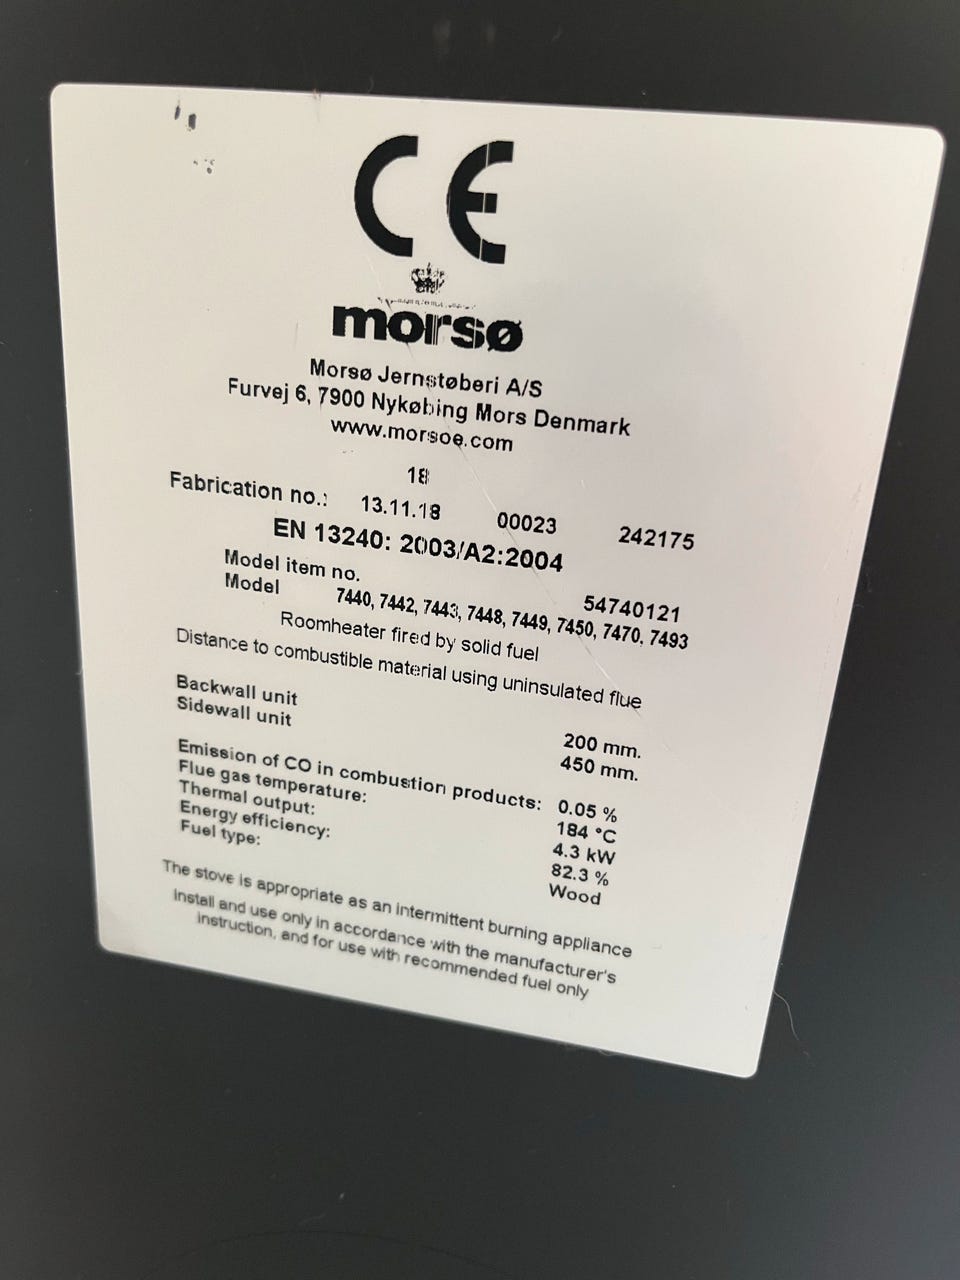 CE
morsø
Morsø Jernstøberi A/S
Furvej 6, 7900 Nykøbing Mors Denmark
www.morsoe.com
18
Fabrication no.: 13.11.18 00023 242175
EN 13240: 2003/A2:2004
Model item no. 54740121
Model 7440, 7442, 7443, 7448, 7449, 7450, 7470, 7493
Roomheater fired by solid fuel
Distance to combustible material using uninsulated flue
Backwall unit 200 mm.
Sidewall unit 450 mm.
Emission of CO in combustion products: 0.05 %
Flue gas temperature: 184 °C
Thermal output: 4.3 kW
Energy efficiency: 82.3 %
Fuel type: Wood
The stove is appropriate as an intermittent burning appliance
Install and use only in accordance with the manufacturer's
instruction, and for use with recommended fuel only